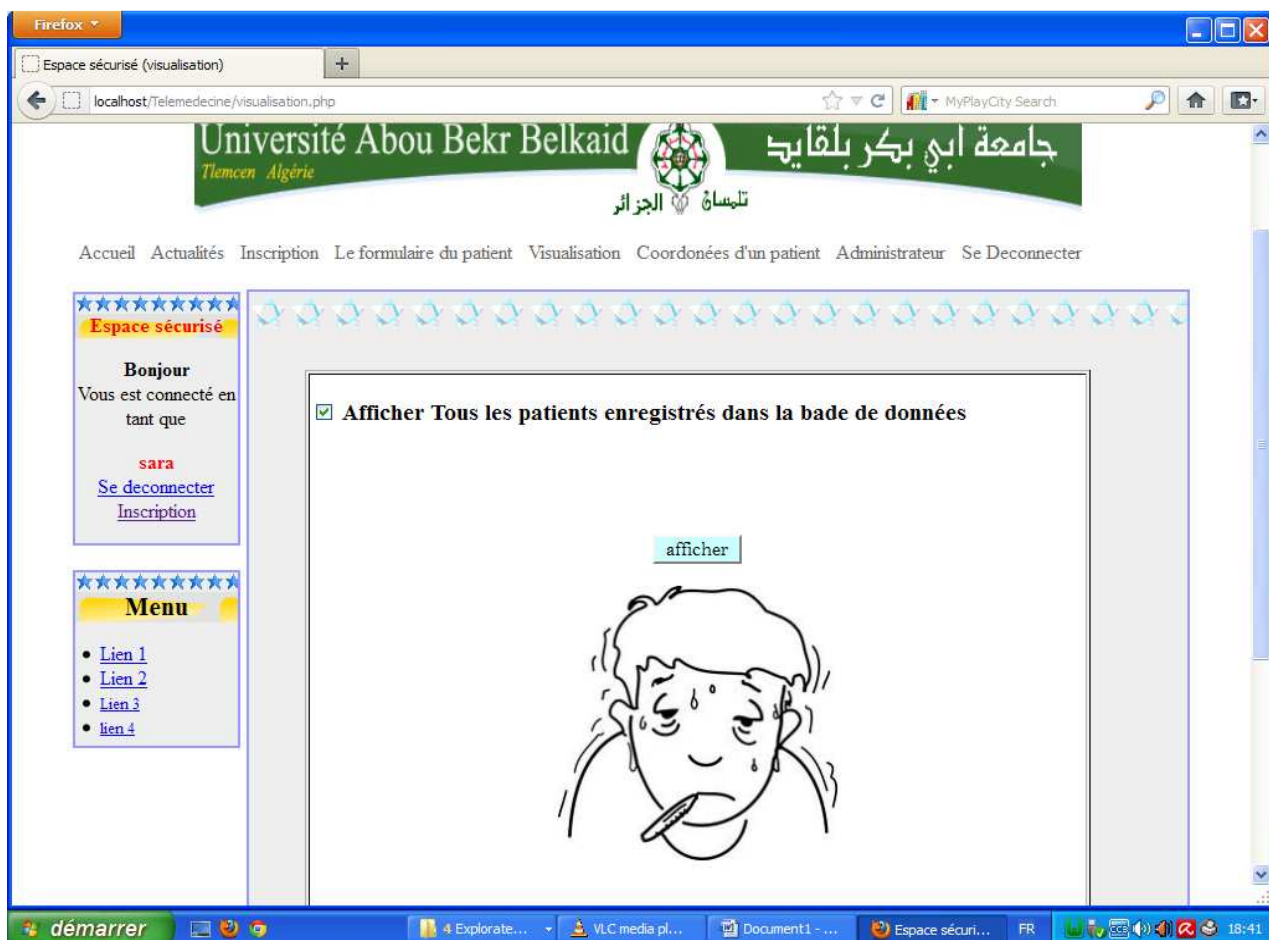 Firefox
Espace sécurisé (visualisation)
localhost/Telemedecine/visualisation.php
MyPlayCity Search
Université Abou Bekr Belkaid
جامعة ابي بكر بلقايد
Tlemcen Algérie
تلمسان الجزائر
Accueil Actualités Inscription Le formulaire du patient Visualisation Coordonées d'un patient Administrateur Se Deconnecter
Espace sécurisé
Bonjour
Vous est connecté en
tant que
sara
Se deconnecter
Inscription
Menu
Lien 1
Lien 2
Lien 3
lien 4
Afficher Tous les patients enregistrés dans la bade de données
afficher
démarrer
4 Explorate...
VLC media pl...
Document1 - ...
Espace sécuri...
FR
18:41